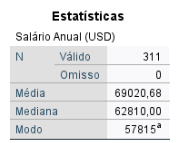 Estatísticas
Salário Anual (USD)
N Válido 311
Omisso 0
Média 69020,68
Mediana 62810,00
Modo 57815ª